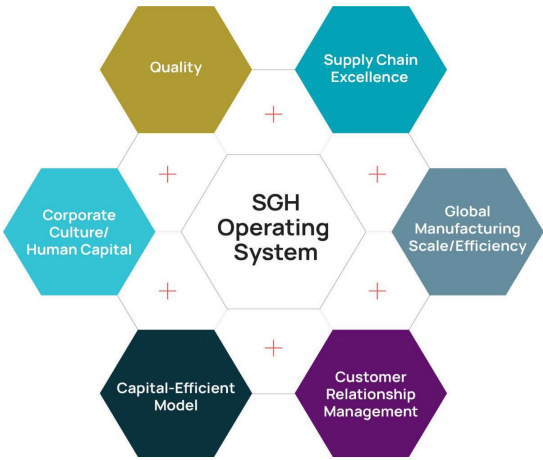 Quality
Supply Chain
Excellence
Corporate
Culture/
Human Capital
SGH
Operating
System
Global
Manufacturing
Scale/Efficiency
Capital-Efficient
Model
Customer
Relationship
Management